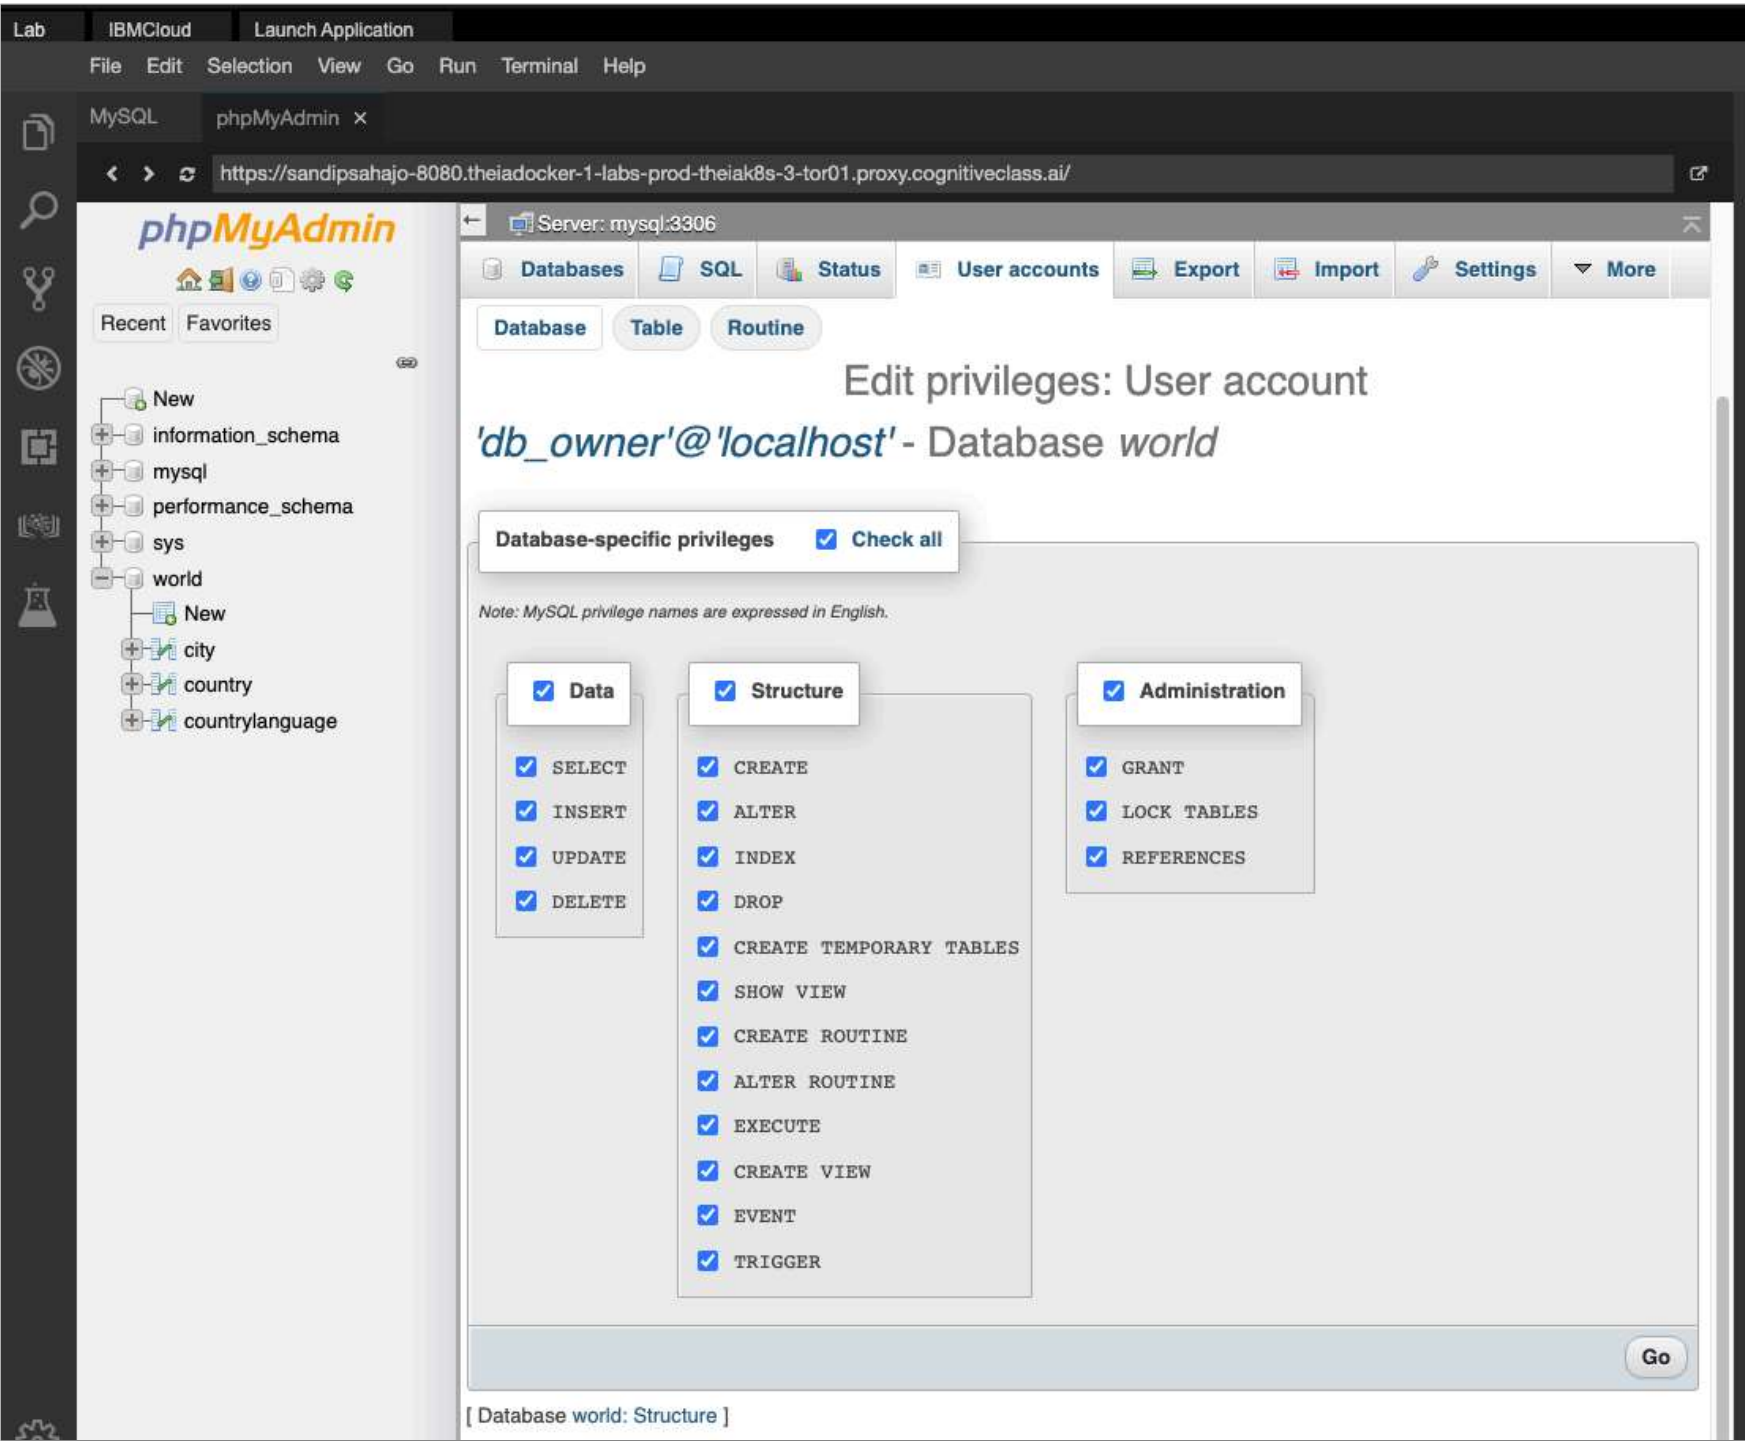 Lab IBMCloud Launch Application
File Edit Selection View Go Run Terminal Help
MySQL phpMyAdmin ×
https://sandipsahajo-8080.theiadocker-1-labs-prod-theiak8s-3-tor01.proxy.cognitiveclass.ai/
phpMyAdmin
Recent Favorites
New
information_schema
mysql
performance_schema
sys
world
New
city
country
countrylanguage
Server: mysql:3306
Databases SQL Status User accounts Export Import Settings More
Database Table Routine
Edit privileges: User account
'db_owner'@'localhost' - Database world
Database-specific privileges Check all
Note: MySQL privilege names are expressed in English.
Data
SELECT
INSERT
UPDATE
DELETE
Structure
CREATE
ALTER
INDEX
DROP
CREATE TEMPORARY TABLES
SHOW VIEW
CREATE ROUTINE
ALTER ROUTINE
EXECUTE
CREATE VIEW
EVENT
TRIGGER
Administration
GRANT
LOCK TABLES
REFERENCES
Go
[ Database world: Structure ]